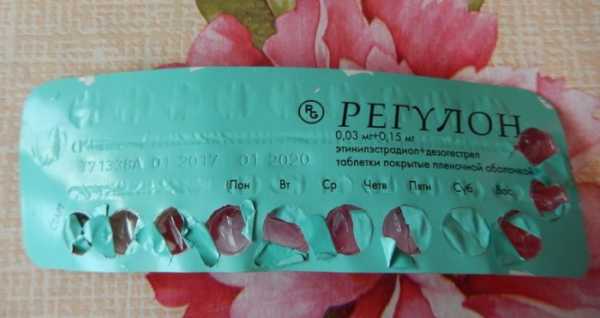 РЕГУЛОН
0,03 мг+0,15 мг
этинилэстрадиол+дезогестрел
таблетки покрытые пленочной оболочкой
01 2017 01 2020
Пон Вт Ср Четв Пятн Суб Вос